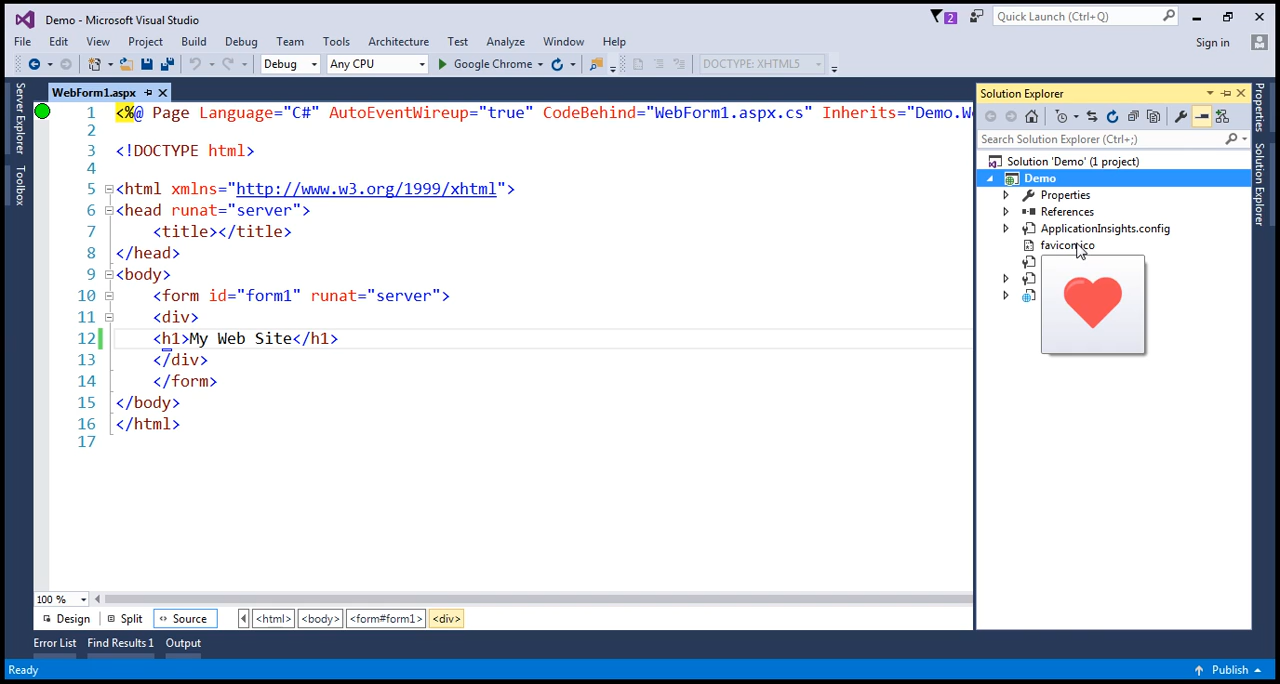 Demo - Microsoft Visual Studio
2
Quick Launch (Ctrl+Q)
File Edit View Project Build Debug Team Tools Architecture Test Analyze Window Help
Sign in
Debug Any CPU Google Chrome DOCTYPE: XHTML5
Server Explorer
Toolbox
WebForm1.aspx
1 <%@ Page Language="C#" AutoEventWireup="true" CodeBehind="WebForm1.aspx.cs" Inherits="Demo.We
2
3 <!DOCTYPE html>
4
5 <html xmlns="http://www.w3.org/1999/xhtml">
6 <head runat="server">
7 <title></title>
8 </head>
9 <body>
10 <form id="form1" runat="server">
11 <div>
12 <h1>My Web Site</h1>
13 </div>
14 </form>
15 </body>
16 </html>
17
100 %
Design Split Source <html> <body> <form#form1> <div>
Error List Find Results 1 Output
Ready
Publish
Solution Explorer
Search Solution Explorer (Ctrl+;)
Solution 'Demo' (1 project)
Demo
Properties
References
ApplicationInsights.config
favicon.ico
Properties
Solution Explorer